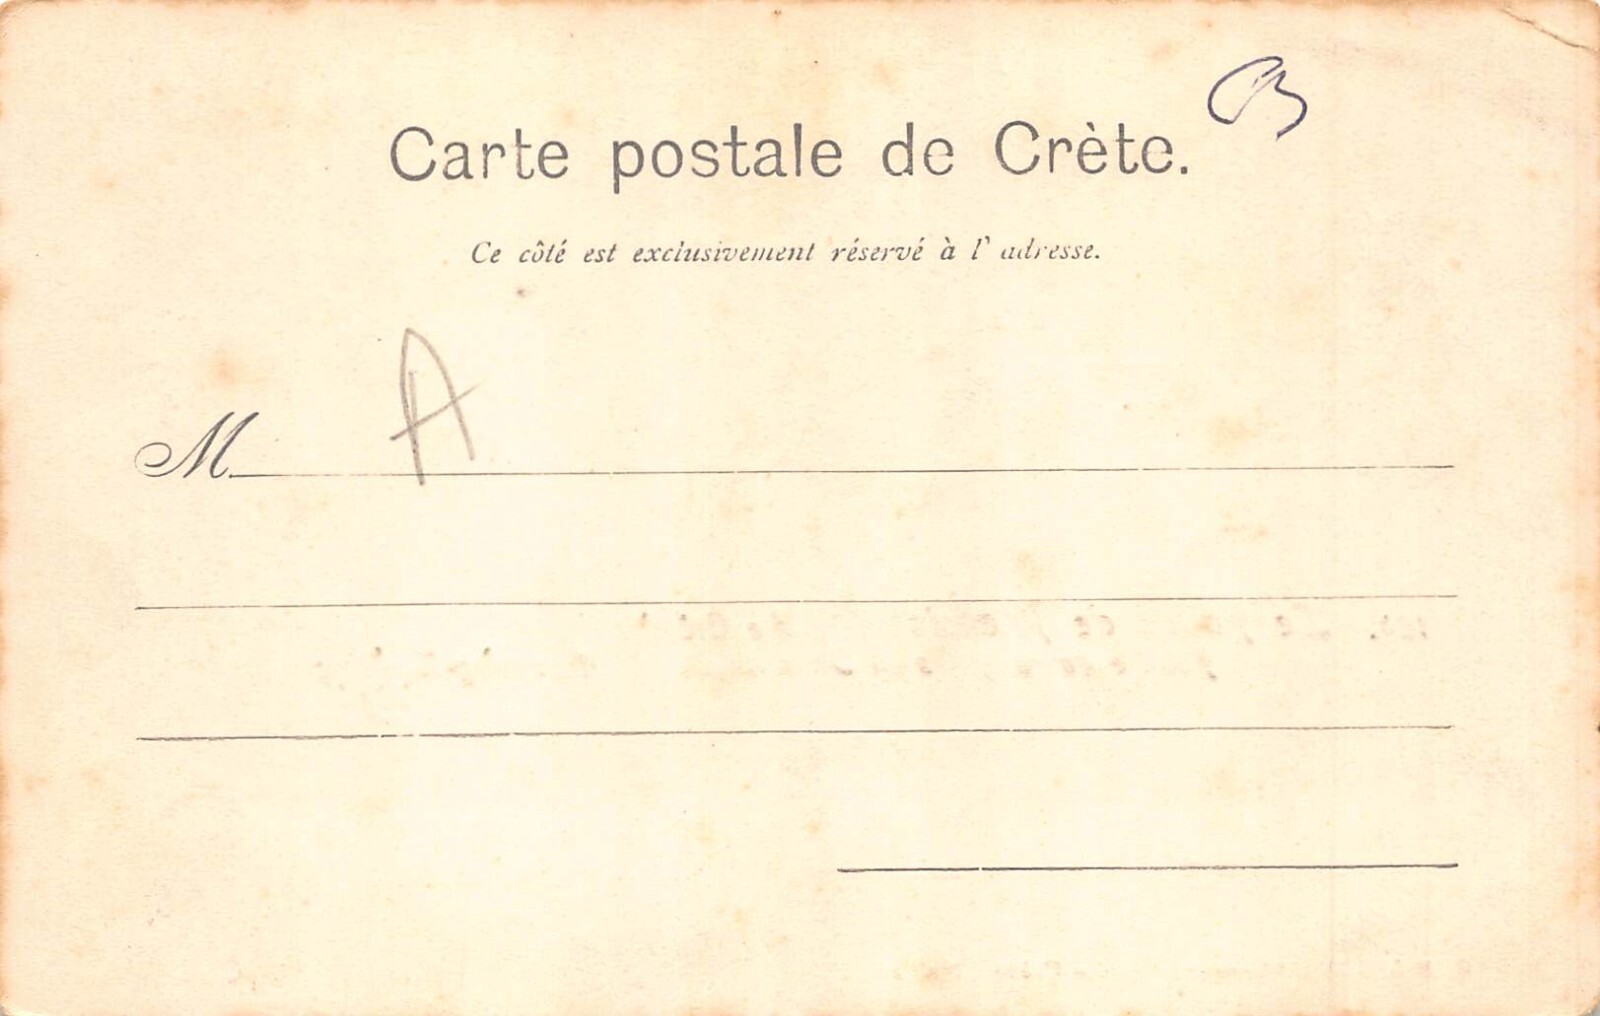 Carte postale de Crète.
Ce côté est exclusivement réservé à l' adresse.
A
M